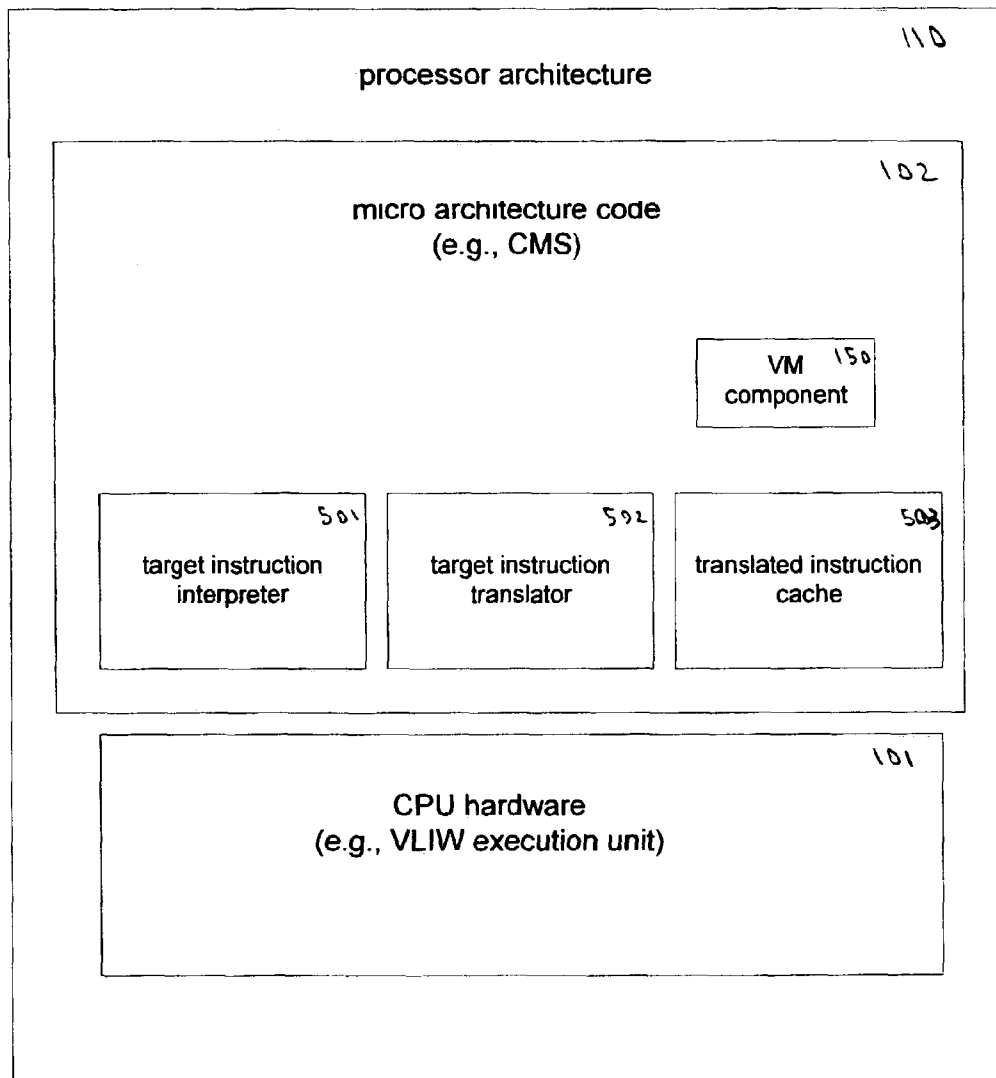 110
processor architecture
102
micro architecture code
(e.g., CMS)
150
VM
component
501
target instruction
interpreter
502
target instruction
translator
503
translated instruction
cache
101
CPU hardware
(e.g., VLIW execution unit)